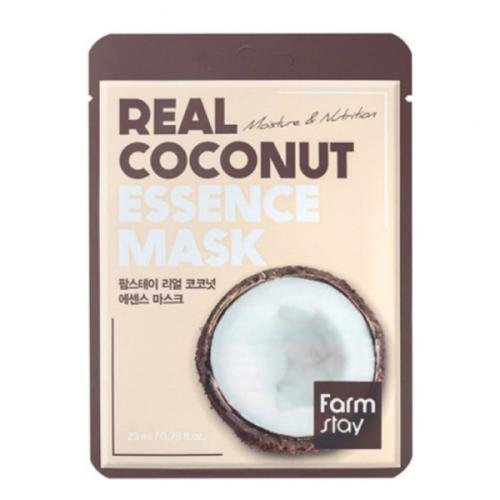 REAL
Moisture & Nutrition
COCONUT
ESSENCE
MASK
팜스테이 리얼 코코넛
에센스 마스크
23 ml / 0.78 fl. oz.
Farm
stay